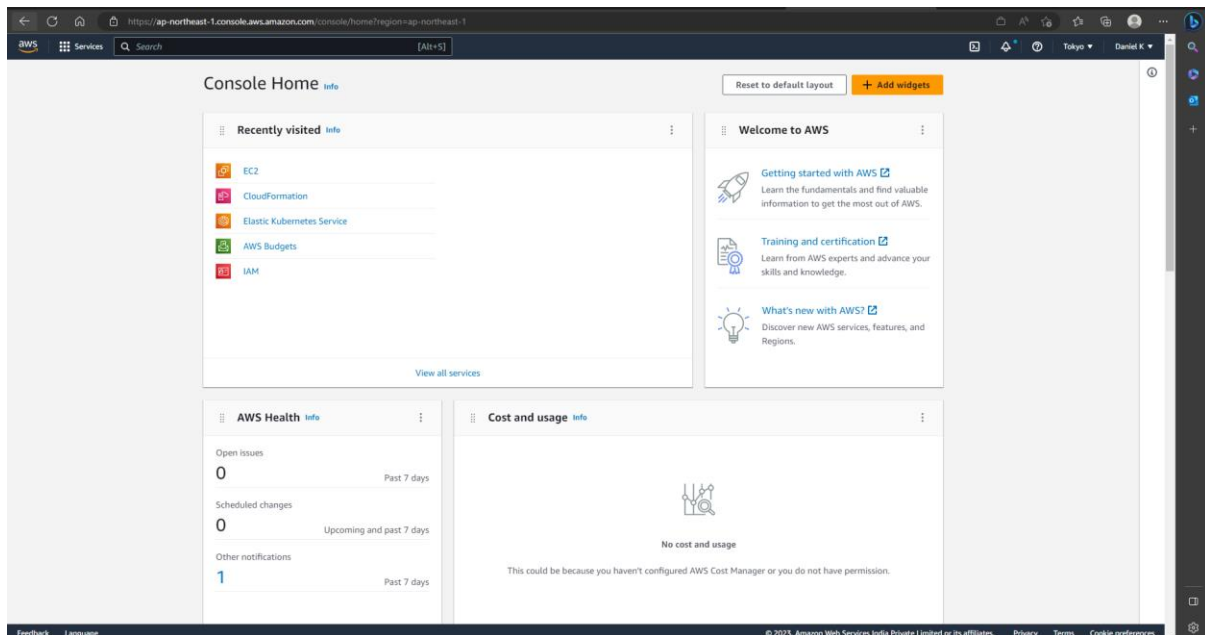 https://ap-northeast-1.console.aws.amazon.com/console/home?region=ap-northeast-1
aws Services Search [Alt+S] Tokyo Daniel K
Console Home Info
Reset to default layout + Add widgets
Recently visited Info
EC2
CloudFormation
Elastic Kubernetes Service
AWS Budgets
IAM
View all services
Welcome to AWS
Getting started with AWS
Learn the fundamentals and find valuable
information to get the most out of AWS.
Training and certification
Learn from AWS experts and advance your
skills and knowledge.
What's new with AWS?
Discover new AWS services, features, and
Regions.
AWS Health Info
Open issues
0 Past 7 days
Scheduled changes
0 Upcoming and past 7 days
Other notifications
1 Past 7 days
Cost and usage Info
No cost and usage
This could be because you haven't configured AWS Cost Manager or you do not have permission.
Feedback Language © 2023, Amazon Web Services India Private Limited or its affiliates. Privacy Terms Cookie preferences